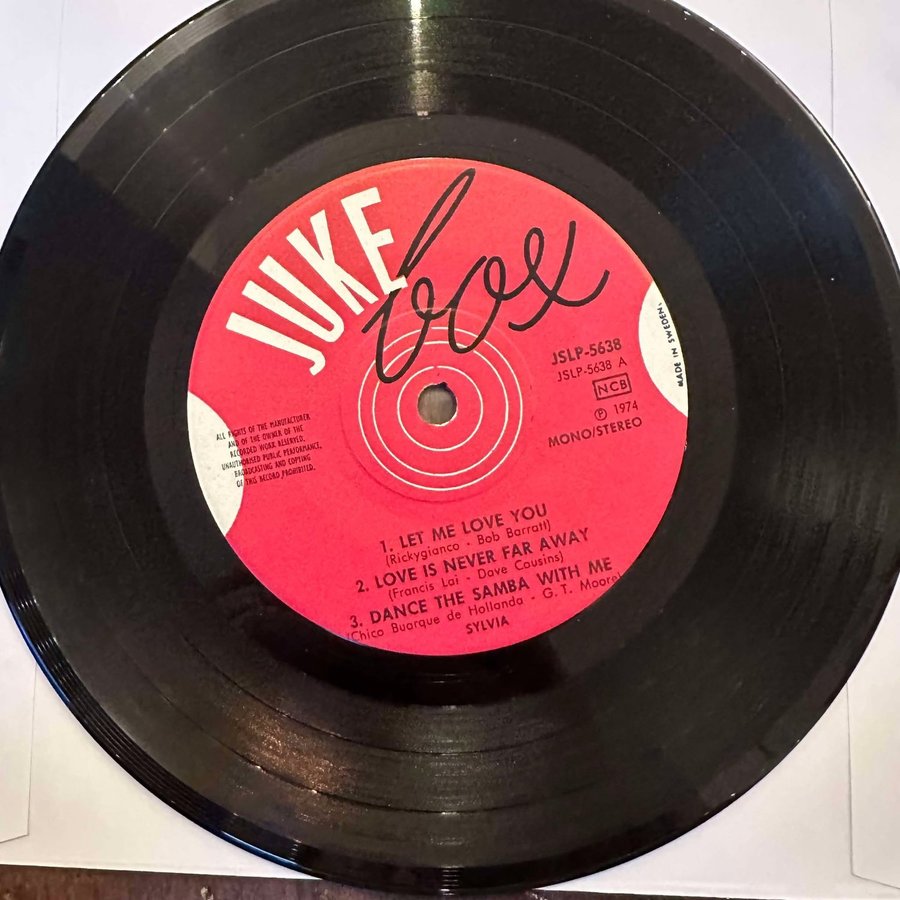 JUKE box
JSLP-5638
JSLP-5638 A
NCB
Ⓟ 1974
MONO/STEREO
MADE IN SWEDEN.
ALL RIGHTS OF THE MANUFACTURER
AND OF THE OWNER OF THE
RECORDED WORK RESERVED.
UNAUTHORISED PUBLIC PERFORMANCE,
BROADCASTING AND COPYING
OF THIS RECORD PROHIBITED.
1. LET ME LOVE YOU
(Rickygianco - Bob Barratt)
2. LOVE IS NEVER FAR AWAY
(Francis Lai - Dave Cousins)
3. DANCE THE SAMBA WITH ME
(Chico Buarque de Hollanda - G.T. Moore)
SYLVIA